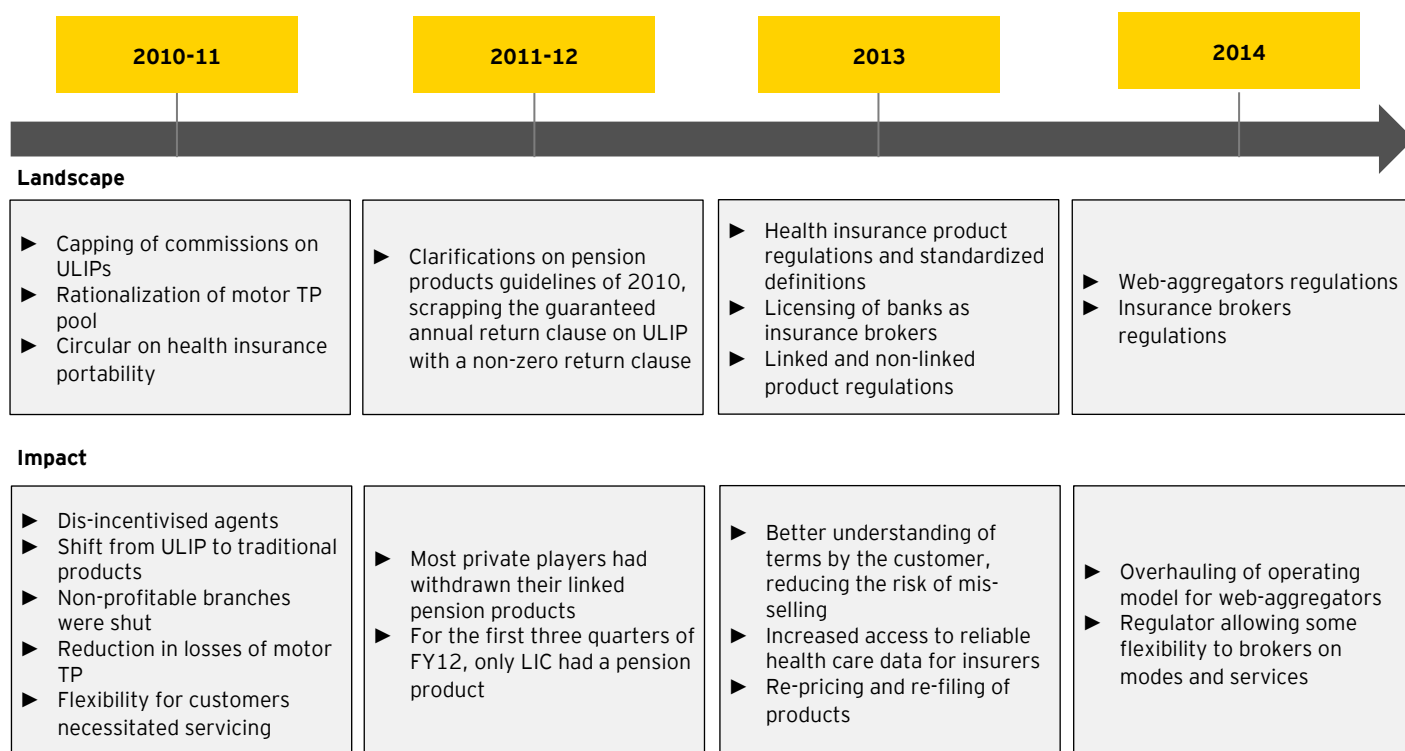 2010-11
2011-12
2013
2014
Landscape
► Capping of commissions on
ULIPs
► Rationalization of motor TP
pool
► Circular on health insurance
portability
► Clarifications on pension
products guidelines of 2010,
scrapping the guaranteed
annual return clause on ULIP
with a non-zero return clause
► Health insurance product
regulations and standardized
definitions
► Licensing of banks as
insurance brokers
► Linked and non-linked
product regulations
► Web-aggregators regulations
► Insurance brokers
regulations
Impact
► Dis-incentivised agents
► Shift from ULIP to traditional
products
► Non-profitable branches
were shut
► Reduction in losses of motor
TP
► Flexibility for customers
necessitated servicing
► Most private players had
withdrawn their linked
pension products
► For the first three quarters of
FY12, only LIC had a pension
product
► Better understanding of
terms by the customer,
reducing the risk of mis-
selling
► Increased access to reliable
health care data for insurers
► Re-pricing and re-filing of
products
► Overhauling of operating
model for web-aggregators
► Regulator allowing some
flexibility to brokers on
modes and services